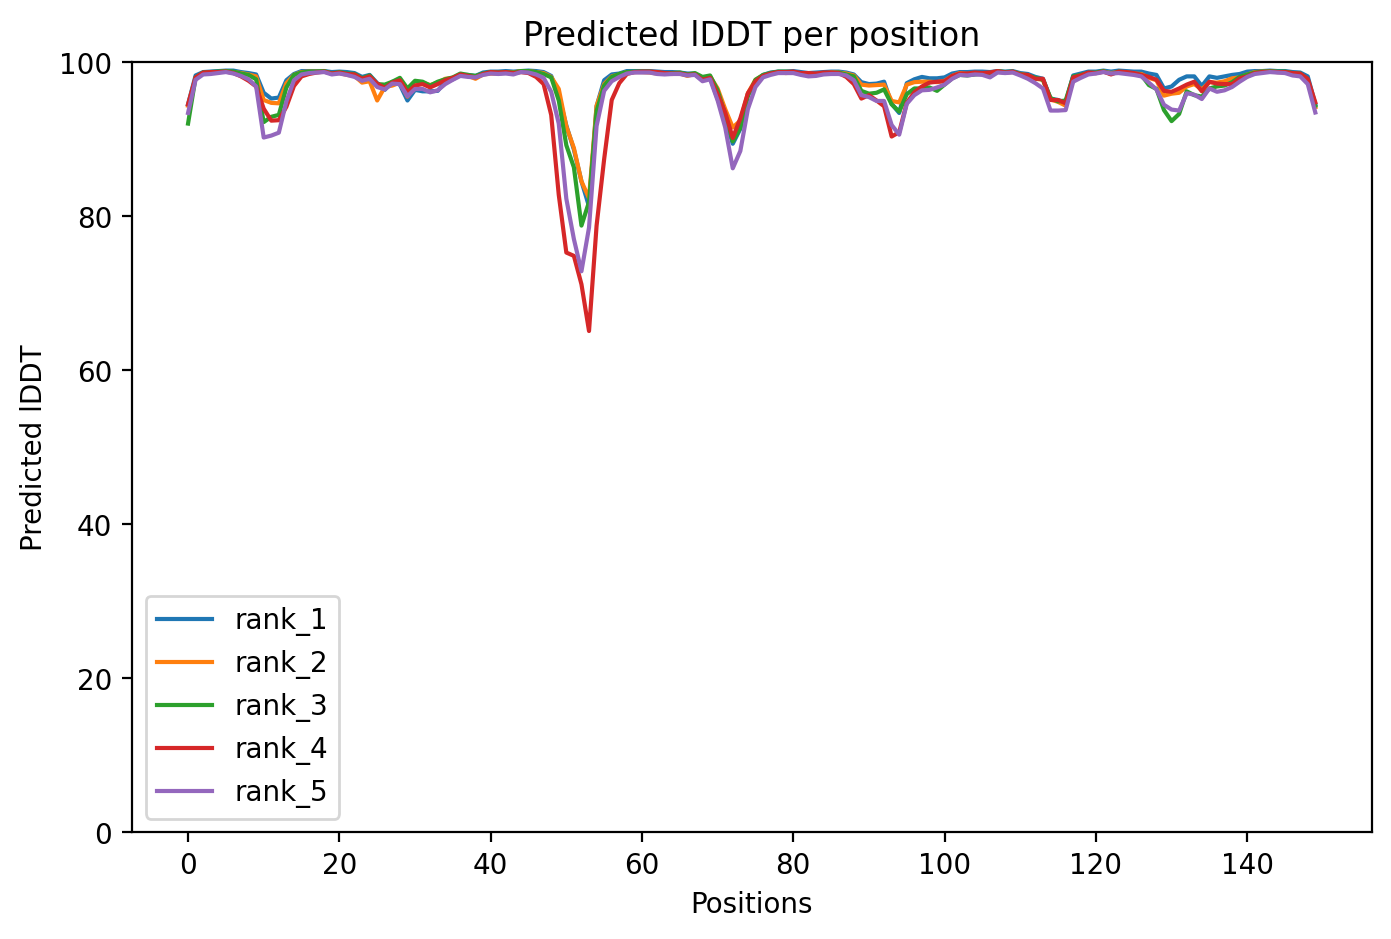 Predicted lDDT per position
Predicted lDDT
100
80
60
40
20
0
rank_1
rank_2
rank_3
rank_4
rank_5
0 20 40 60 80 100 120 140
Positions